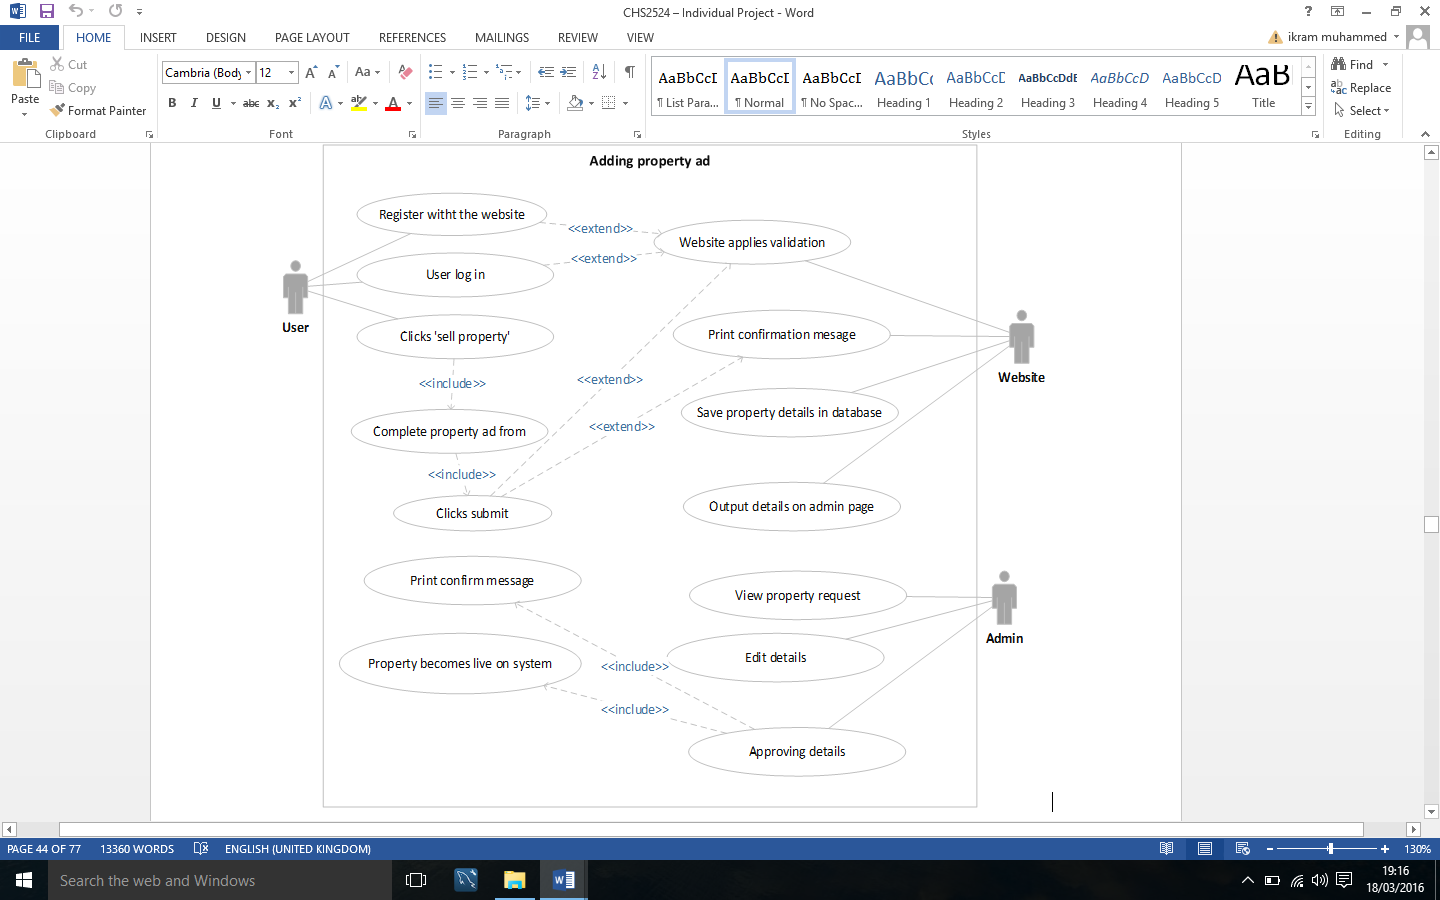 CHS2524 – Individual Project - Word
FILE HOME INSERT DESIGN PAGE LAYOUT REFERENCES MAILINGS REVIEW VIEW ikram muhammed
Paste
Cut
Copy
Format Painter
Clipboard
Cambria (Body 12
Font
Paragraph
AaBbCcI AaBbCcI AaBbCcI AaBbCc AaBbCcD AaBbCcDdE AaBbCcD AaBbCcD AaB
¶ List Para... ¶ Normal ¶ No Spac... Heading 1 Heading 2 Heading 3 Heading 4 Heading 5 Title
Styles
Find
Replace
Select
Editing
Adding property ad
Register witht the website
<<extend>>
Website applies validation
User log in
<<extend>>
User
Clicks 'sell property'
Print confirmation mesage
Website
<<include>>
<<extend>>
Save property details in database
Complete property ad from
<<extend>>
<<include>>
Clicks submit
Output details on admin page
Print confirm message
View property request
Admin
Property becomes live on system
<<include>>
Edit details
<<include>>
Approving details
PAGE 44 OF 77 13360 WORDS ENGLISH (UNITED KINGDOM) 130%
Search the web and Windows
19:16
18/03/2016